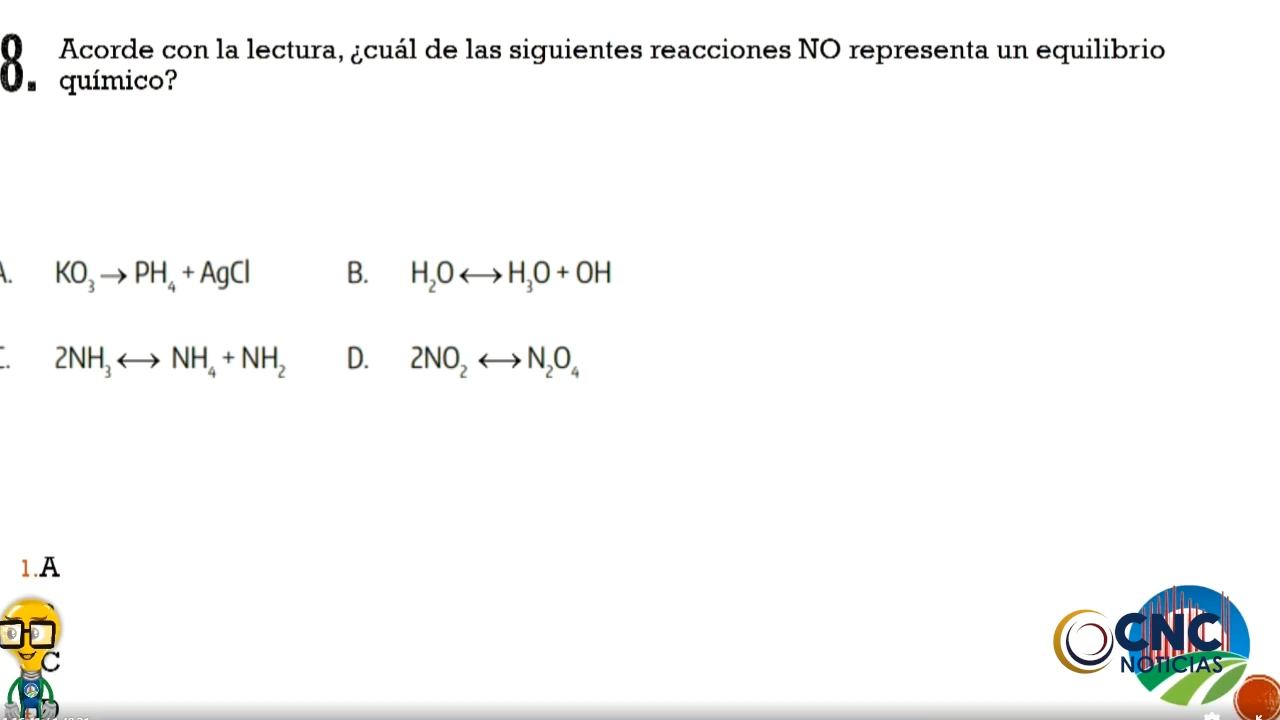 8. Acorde con la lectura, ¿cuál de las siguientes reacciones NO representa un equilibrio
químico?
A. KO₃ → PH₄ + AgCl B. H₂O ⟷ H₃O + OH
C. 2NH₃ ⟷ NH₄ + NH₂ D. 2NO₂ ⟷ N₂O₄
1. A
C
D
CNC
NOTICIAS